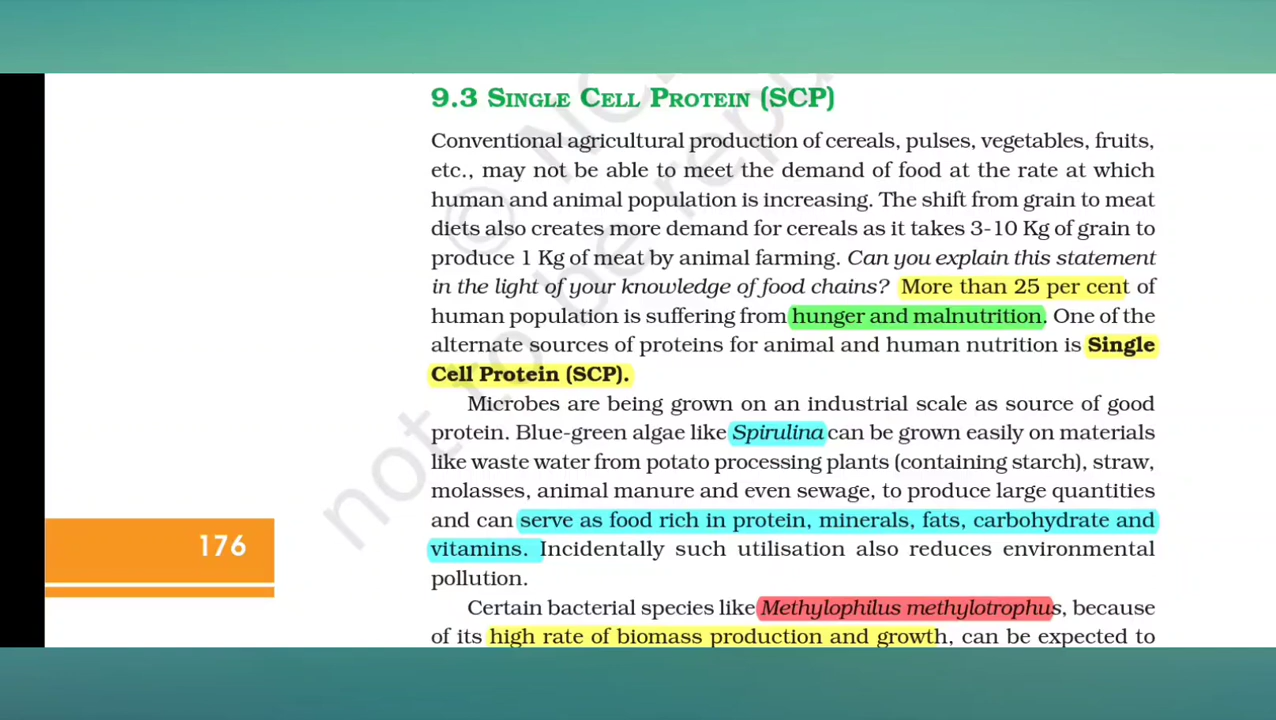 9.3 SINGLE CELL PROTEIN (SCP)
Conventional agricultural production of cereals, pulses, vegetables, fruits,
etc., may not be able to meet the demand of food at the rate at which
human and animal population is increasing. The shift from grain to meat
diets also creates more demand for cereals as it takes 3-10 Kg of grain to
produce 1 Kg of meat by animal farming. Can you explain this statement
in the light of your knowledge of food chains? More than 25 per cent of
human population is suffering from hunger and malnutrition. One of the
alternate sources of proteins for animal and human nutrition is Single
Cell Protein (SCP).
Microbes are being grown on an industrial scale as source of good
protein. Blue-green algae like Spirulina can be grown easily on materials
like waste water from potato processing plants (containing starch), straw,
molasses, animal manure and even sewage, to produce large quantities
and can serve as food rich in protein, minerals, fats, carbohydrate and
vitamins. Incidentally such utilisation also reduces environmental
pollution.
Certain bacterial species like Methylophilus methylotrophus, because
of its high rate of biomass production and growth, can be expected to
176
not to be